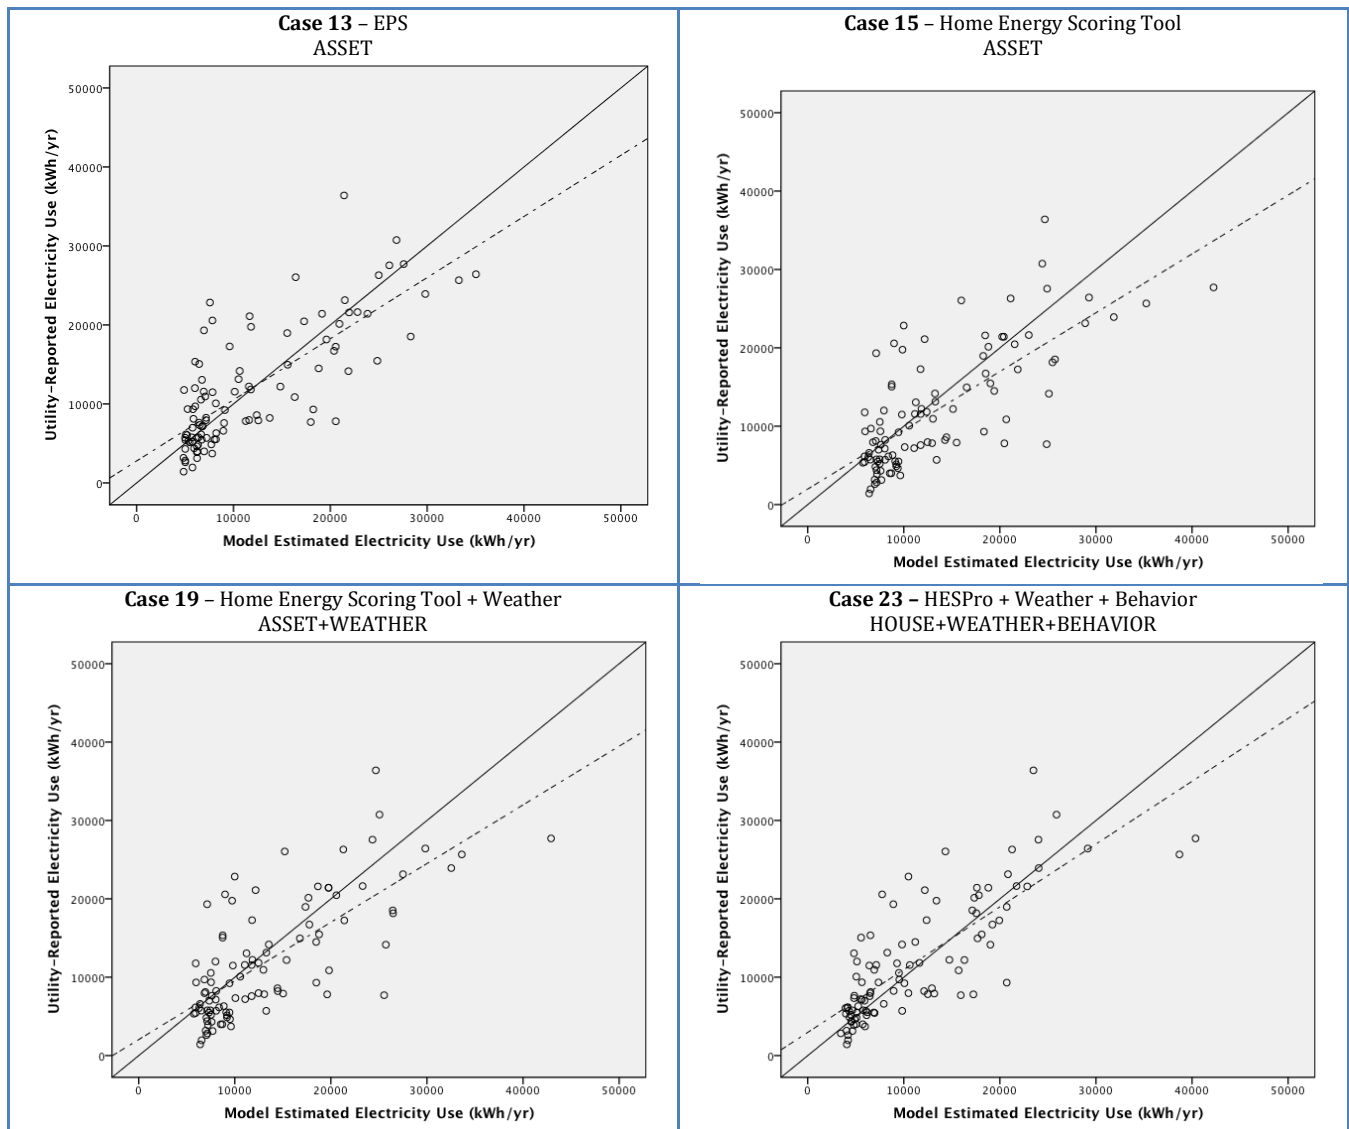 Case 13 – EPS
ASSET
50000
40000
30000
20000
10000
0
Utility-Reported Electricity Use (kWh/yr)
0 10000 20000 30000 40000 50000
Model Estimated Electricity Use (kWh/yr)
Case 15 – Home Energy Scoring Tool
ASSET
50000
40000
30000
20000
10000
0
Utility-Reported Electricity Use (kWh/yr)
0 10000 20000 30000 40000 50000
Model Estimated Electricity Use (kWh/yr)
Case 19 – Home Energy Scoring Tool + Weather
ASSET+WEATHER
50000
40000
30000
20000
10000
0
Utility-Reported Electricity Use (kWh/yr)
0 10000 20000 30000 40000 50000
Model Estimated Electricity Use (kWh/yr)
Case 23 – HESPro + Weather + Behavior
HOUSE+WEATHER+BEHAVIOR
50000
40000
30000
20000
10000
0
Utility-Reported Electricity Use (kWh/yr)
0 10000 20000 30000 40000 50000
Model Estimated Electricity Use (kWh/yr)